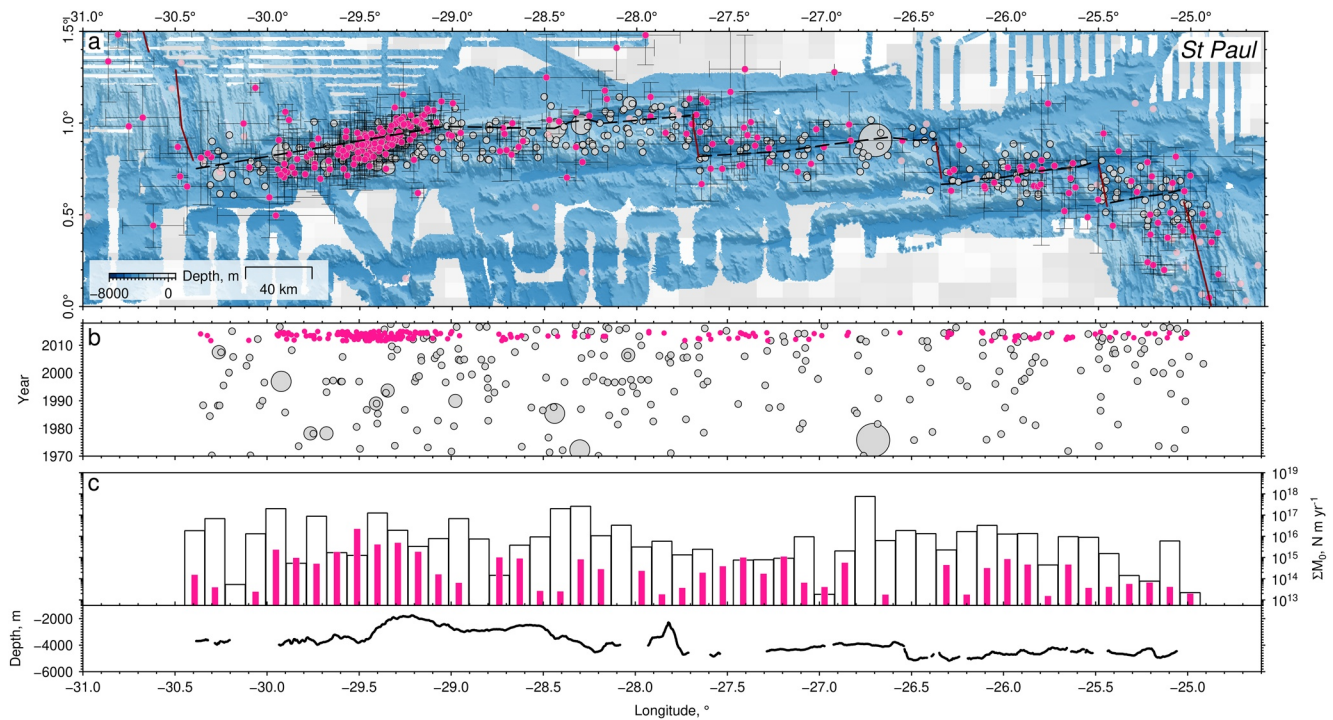 −31.0 −30.5 −30.0 −29.5 −29.0 −28.5 −28.0 −27.5 −27.0 −26.5 −26.0 −25.5 −25.0
1.5°
a
St Paul
1.0°
0.5°
0.0°
Depth, m
−8000 0
40 km
b
2010
2000
1990
1980
1970
Year
c
10¹⁹
10¹⁸
10¹⁷
10¹⁶
10¹⁵
10¹⁴
10¹³
ΣM₀, N m yr⁻¹
−2000
−4000
−6000
Depth, m
−31.0 −30.5 −30.0 −29.5 −29.0 −28.5 −28.0 −27.5 −27.0 −26.5 −26.0 −25.5 −25.0
Longitude, °